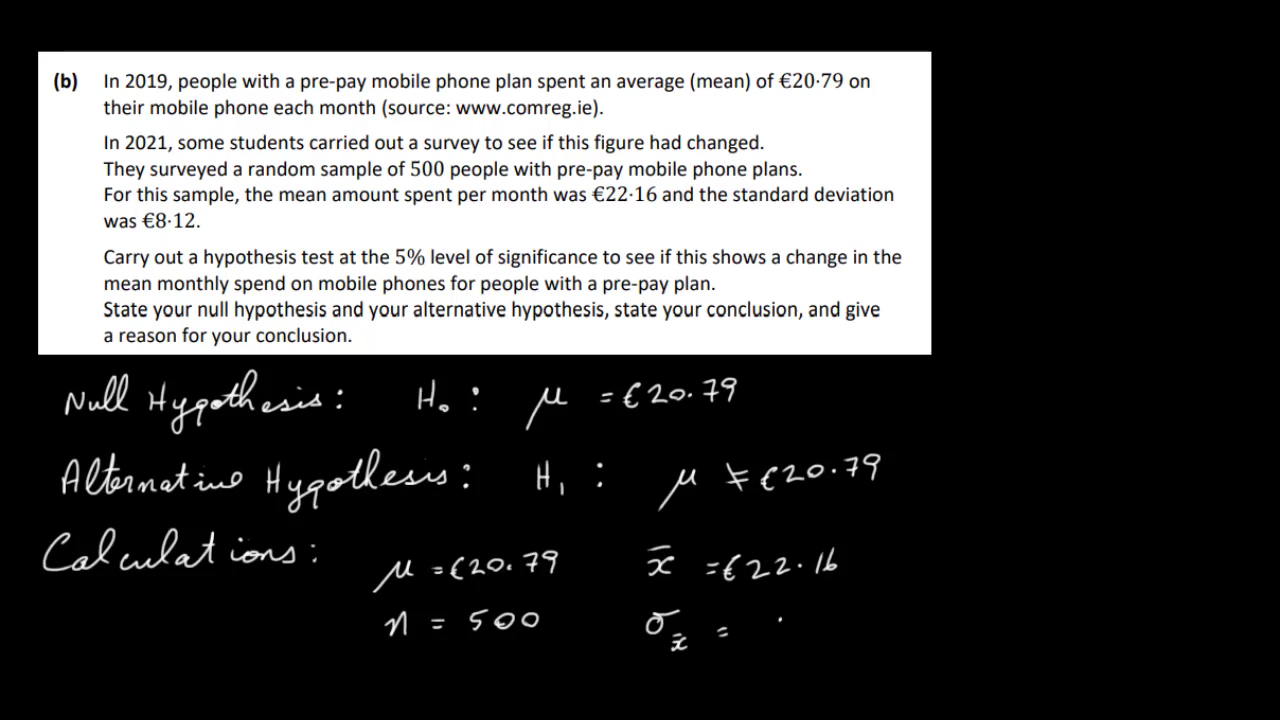 (b) In 2019, people with a pre-pay mobile phone plan spent an average (mean) of €20·79 on
their mobile phone each month (source: www.comreg.ie).
In 2021, some students carried out a survey to see if this figure had changed.
They surveyed a random sample of 500 people with pre-pay mobile phone plans.
For this sample, the mean amount spent per month was €22·16 and the standard deviation
was €8·12.
Carry out a hypothesis test at the 5% level of significance to see if this shows a change in the
mean monthly spend on mobile phones for people with a pre-pay plan.
State your null hypothesis and your alternative hypothesis, state your conclusion, and give
a reason for your conclusion.
Null Hypothesis: H₀ : μ = €20.79
Alternative Hypothesis: H₁ : μ ≠ €20.79
Calculations: μ = €20.79 x̄ = €22.16
n = 500 σₓ̄ =